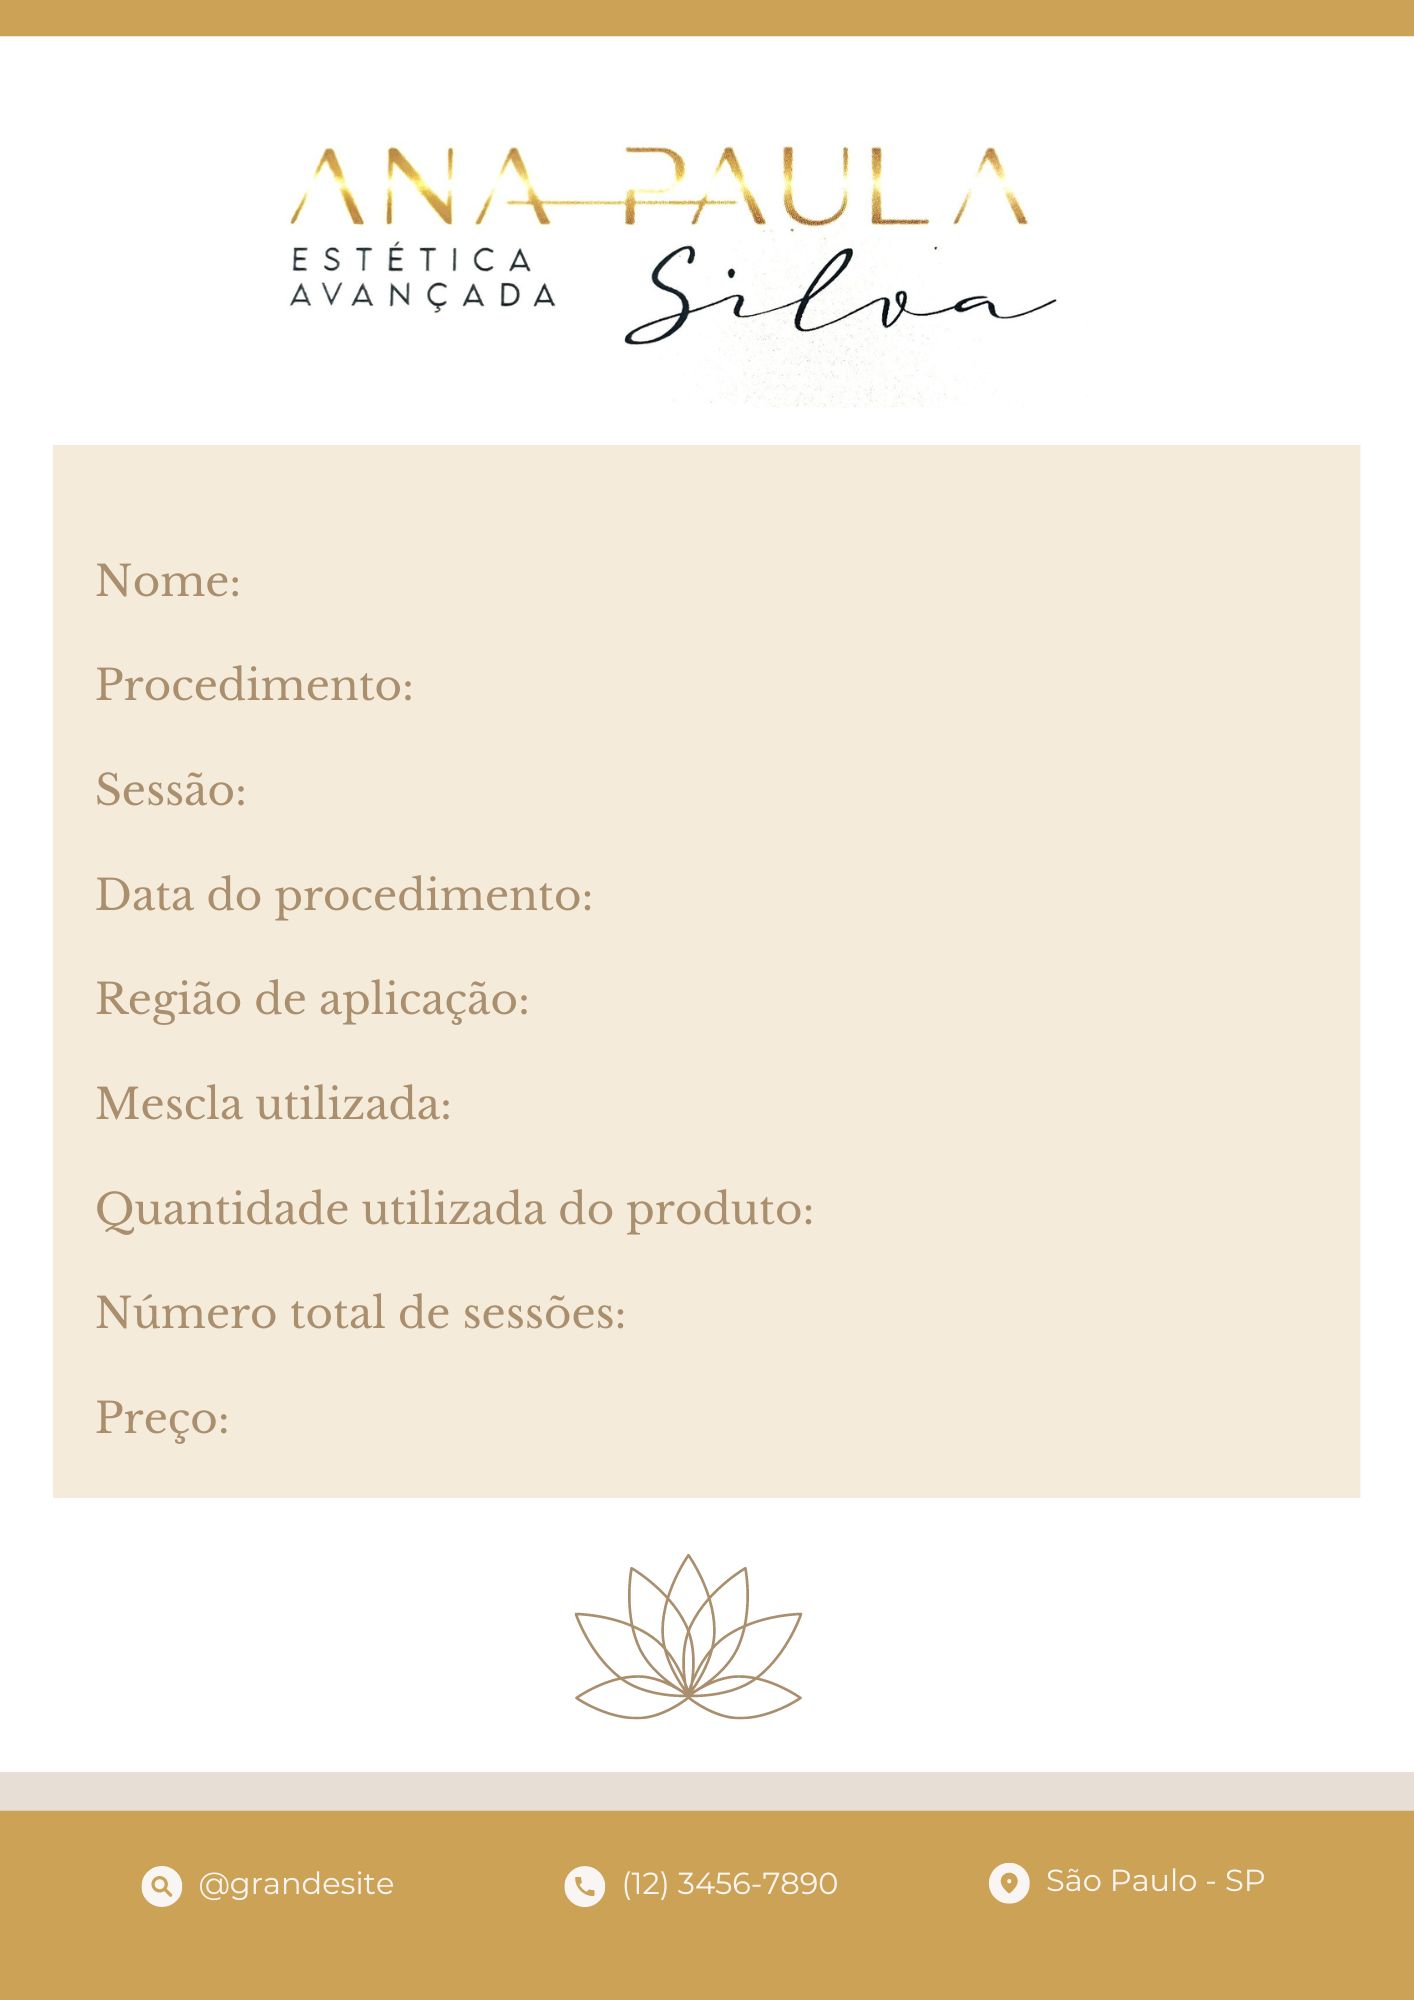 ANA PAULA
ESTÉTICA
AVANÇADA
Silva
Nome:
Procedimento:
Sessão:
Data do procedimento:
Região de aplicação:
Mescla utilizada:
Quantidade utilizada do produto:
Número total de sessões:
Preço:
@grandesite
(12) 3456-7890
São Paulo - SP